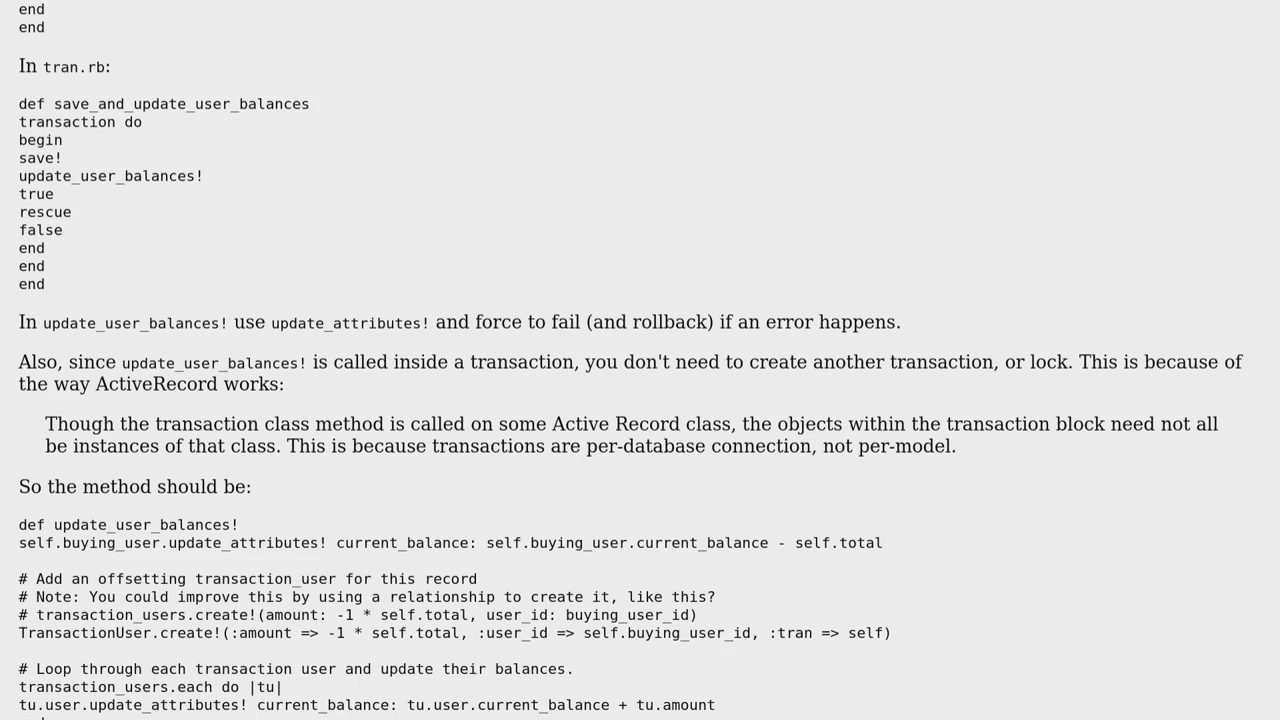 end
end
In tran.rb:
def save_and_update_user_balances
transaction do
begin
save!
update_user_balances!
true
rescue
false
end
end
end
In update_user_balances! use update_attributes! and force to fail (and rollback) if an error happens.
Also, since update_user_balances! is called inside a transaction, you don't need to create another transaction, or lock. This is because of
the way ActiveRecord works:
Though the transaction class method is called on some Active Record class, the objects within the transaction block need not all
be instances of that class. This is because transactions are per-database connection, not per-model.
So the method should be:
def update_user_balances!
self.buying_user.update_attributes! current_balance: self.buying_user.current_balance - self.total
# Add an offsetting transaction_user for this record
# Note: You could improve this by using a relationship to create it, like this?
# transaction_users.create!(amount: -1 * self.total, user_id: buying_user_id)
TransactionUser.create!(:amount => -1 * self.total, :user_id => self.buying_user_id, :tran => self)
# Loop through each transaction user and update their balances.
transaction_users.each do |tu|
tu.user.update_attributes! current_balance: tu.user.current_balance + tu.amount